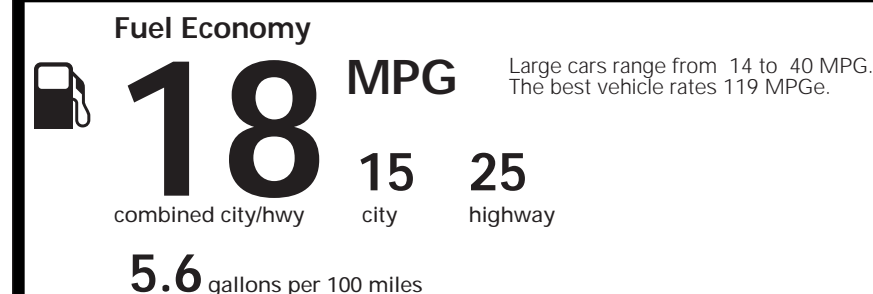 Fuel Economy
18 MPG
Large cars range from 14 to 40 MPG.
The best vehicle rates 119 MPGe.
15 25
combined city/hwy city highway
5.6 gallons per 100 miles